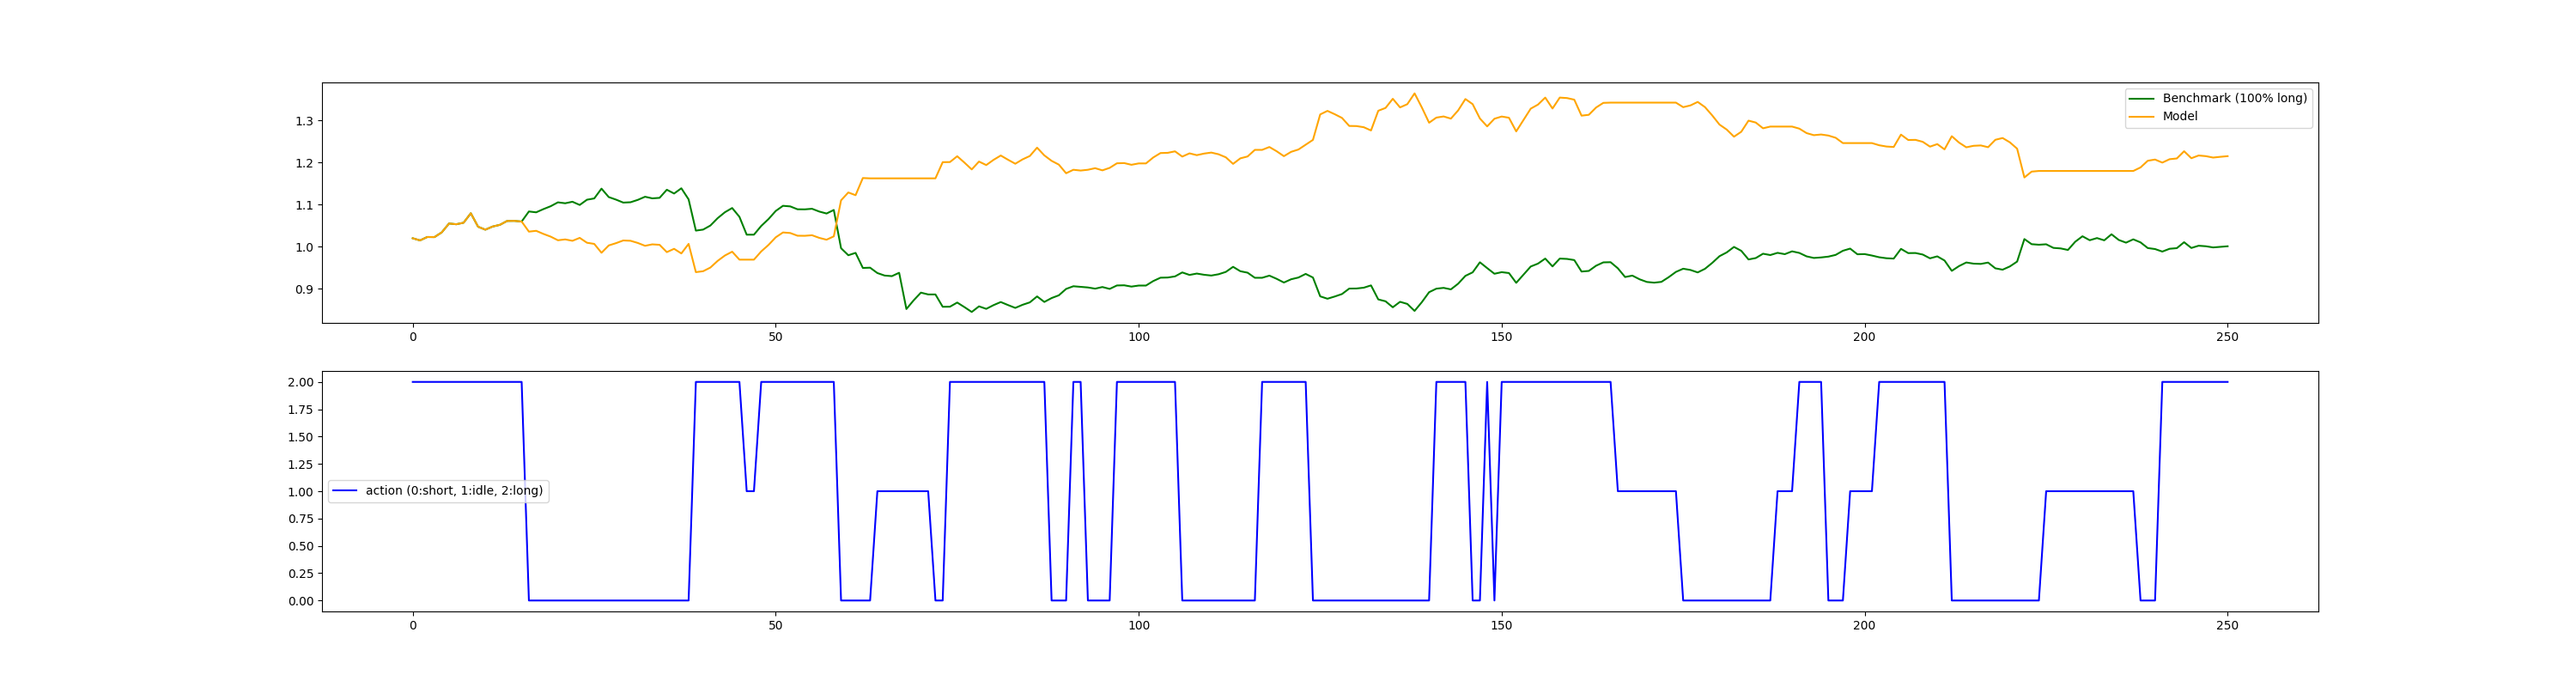 Benchmark (100% long)
Model
1.3
1.2
1.1
1.0
0.9
0 50 100 150 200 250
2.00
1.75
1.50
1.25
1.00
0.75
0.50
0.25
0.00
action (0:short, 1:idle, 2:long)
0 50 100 150 200 250